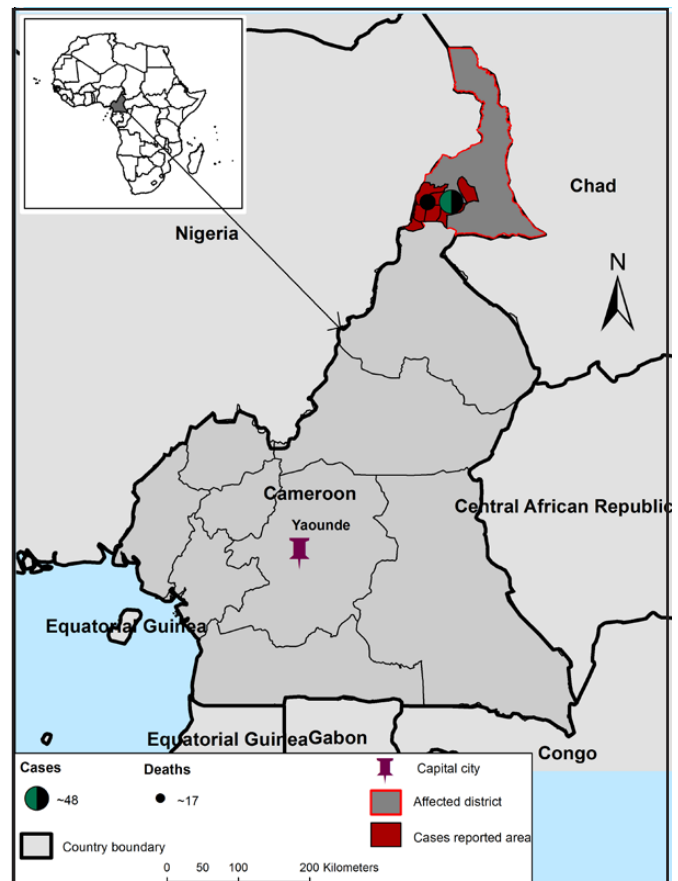 Chad
Nigeria
N
Cameroon
Central African Republic
Yaounde
Equatorial Guinea
Equatorial Guinea
Gabon
Congo
Cases
Deaths
Capital city
~48
~17
Affected district
Country boundary
Cases reported area
0 50 100 200 Kilometers